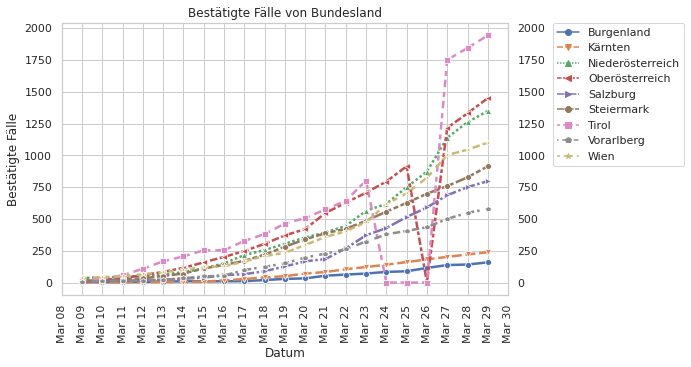 Bestätigte Fälle von Bundesland
Bestätigte Fälle
2000
1750
1500
1250
1000
750
500
250
0
2000
1750
1500
1250
1000
750
500
250
0
Mar 08
Mar 09
Mar 10
Mar 11
Mar 12
Mar 13
Mar 14
Mar 15
Mar 16
Mar 17
Mar 18
Mar 19
Mar 20
Mar 21
Mar 22
Mar 23
Mar 24
Mar 25
Mar 26
Mar 27
Mar 28
Mar 29
Mar 30
Datum
Burgenland
Kärnten
Niederösterreich
Oberösterreich
Salzburg
Steiermark
Tirol
Vorarlberg
Wien